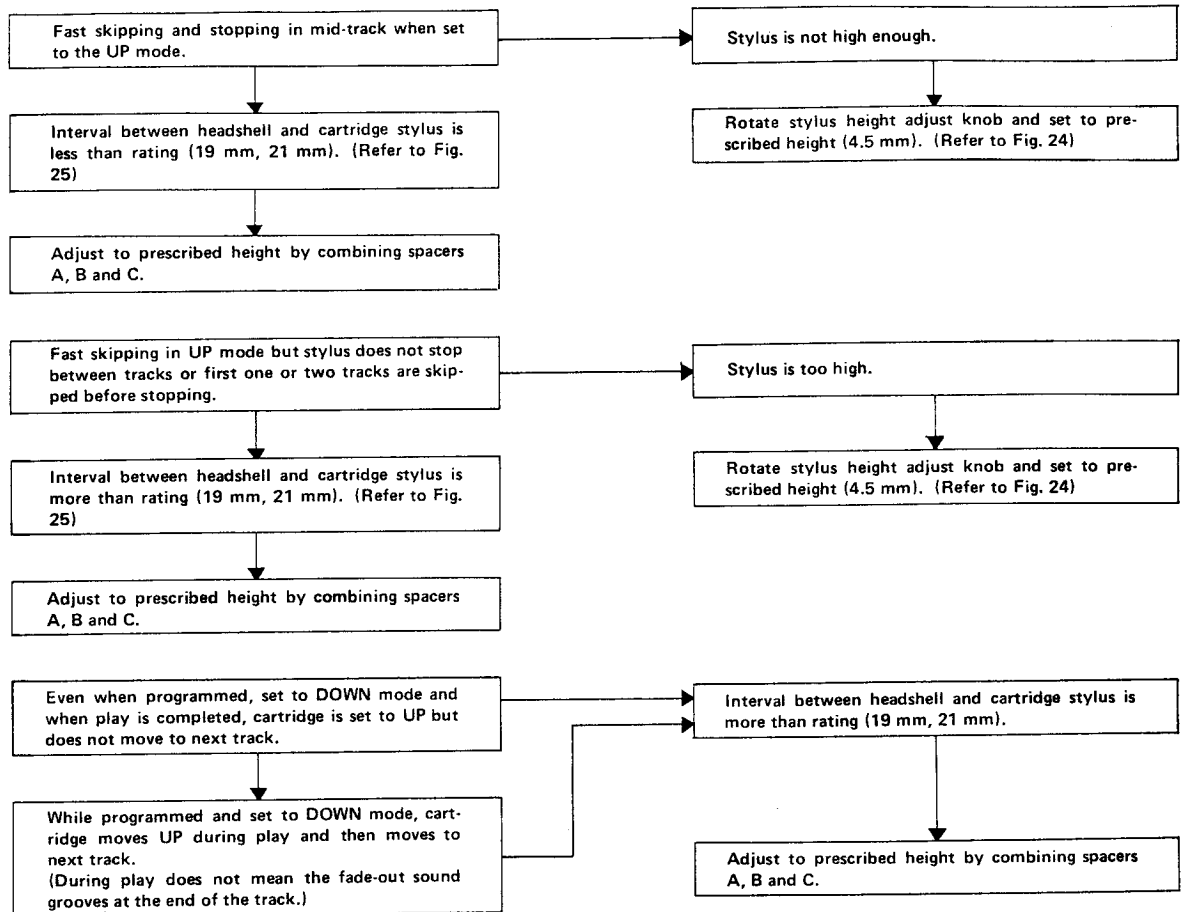 Fast skipping and stopping in mid-track when set
to the UP mode.
Stylus is not high enough.
Interval between headshell and cartridge stylus is
less than rating (19 mm, 21 mm). (Refer to Fig.
25)
Rotate stylus height adjust knob and set to pre-
scribed height (4.5 mm). (Refer to Fig. 24)
Adjust to prescribed height by combining spacers
A, B and C.
Fast skipping in UP mode but stylus does not stop
between tracks or first one or two tracks are skip-
ped before stopping.
Stylus is too high.
Interval between headshell and cartridge stylus is
more than rating (19 mm, 21 mm). (Refer to Fig.
25)
Rotate stylus height adjust knob and set to pre-
scribed height (4.5 mm). (Refer to Fig. 24)
Adjust to prescribed height by combining spacers
A, B and C.
Even when programmed, set to DOWN mode and
when play is completed, cartridge is set to UP but
does not move to next track.
Interval between headshell and cartridge stylus is
more than rating (19 mm, 21 mm).
While programmed and set to DOWN mode, cart-
ridge moves UP during play and then moves to
next track.
(During play does not mean the fade-out sound
grooves at the end of the track.)
Adjust to prescribed height by combining spacers
A, B and C.